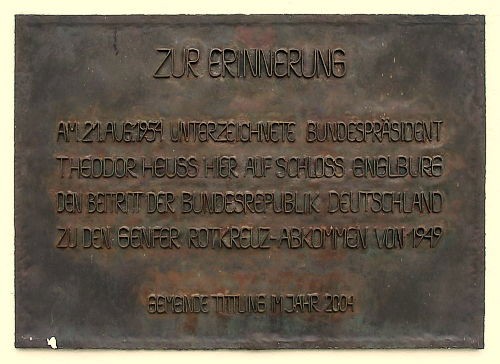 ZUR ERINNERUNG
AM 21.AUG.1954 UNTERZEICHNETE BUNDESPRÄSIDENT
THEODOR HEUSS HIER AUF SCHLOSS ENGLBURG
DEN BEITRITT DER BUNDESREPUBLIK DEUTSCHLAND
ZU DEN GENFER ROTKREUZ-ABKOMMEN VON 1949
GEMEINDE TITTLING IM JAHR 2004